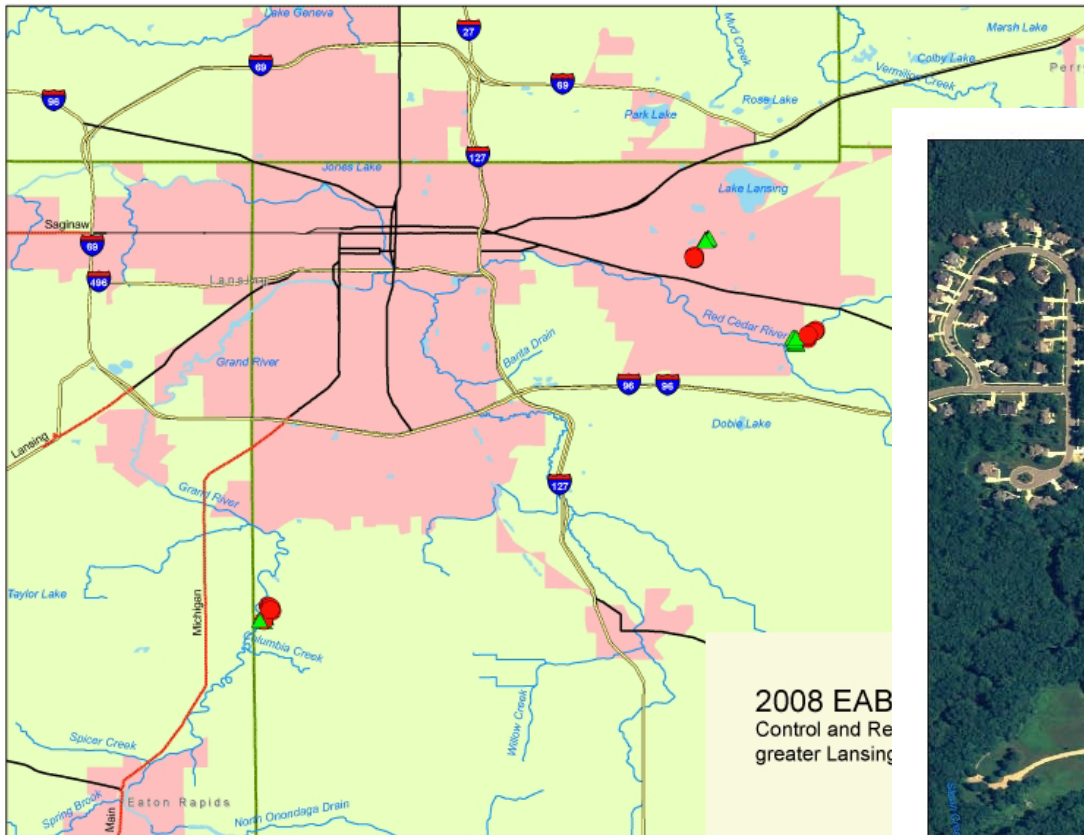 Lake Geneva
27
Mud Creek
Marsh Lake
Colby Lake
Perry
69
69
Vermilion Creek
96
Rose Lake
Park Lake
127
Jones Lake
Lake Lansing
Saginaw
69
496
Lansing
Red Cedar River
Grand River
Banta Drain
96
96
Dobie Lake
Lansing
127
Grand River
Taylor Lake
Michigan
Columbia Creek
Willow Creek
2008 EAB
Control and Re
greater Lansing
Spicer Creek
Spring Brook
Main
Eaton Rapids
North Onondaga Drain